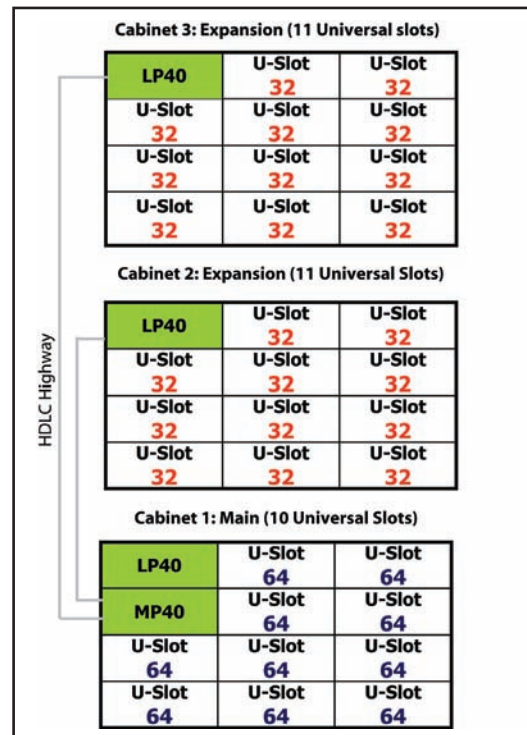 Cabinet 3: Expansion (11 Universal slots)
LP40 U-Slot 32 U-Slot 32
U-Slot 32 U-Slot 32 U-Slot 32
U-Slot 32 U-Slot 32 U-Slot 32
U-Slot 32 U-Slot 32 U-Slot 32
HDLC Highway
Cabinet 2: Expansion (11 Universal Slots)
LP40 U-Slot 32 U-Slot 32
U-Slot 32 U-Slot 32 U-Slot 32
U-Slot 32 U-Slot 32 U-Slot 32
U-Slot 32 U-Slot 32 U-Slot 32
Cabinet 1: Main (10 Universal Slots)
LP40 U-Slot 64 U-Slot 64
MP40 U-Slot 64 U-Slot 64
U-Slot 64 U-Slot 64 U-Slot 64
U-Slot 64 U-Slot 64 U-Slot 64